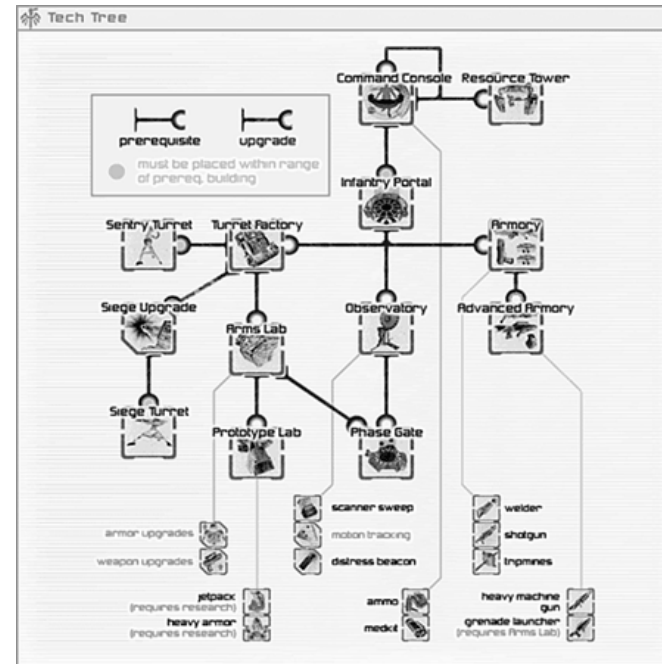 Tech Tree
Command Console
Resource Tower
prerequisite
upgrade
must be placed within range
of prereq. building
Infantry Portal
Sentry Turret
Turret Factory
Armory
Siege Upgrade
Arms Lab
Observatory
Advanced Armory
Siege Turret
Prototype Lab
Phase Gate
scanner sweep
welder
armor upgrades
motion tracking
shotgun
weapon upgrades
distress beacon
tripmines
jetpack
(requires research)
ammo
heavy machine
gun
heavy armor
(requires research)
medkit
grenade launcher
(requires Arms Lab)